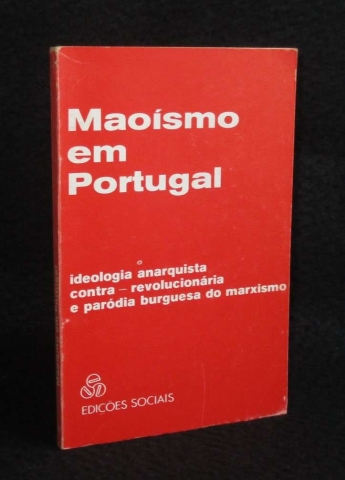 Maoísmo
em
Portugal
ideologia anarquista
contra - revolucionária
e paródia burguesa do marxismo
EDIÇÕES SOCIAIS